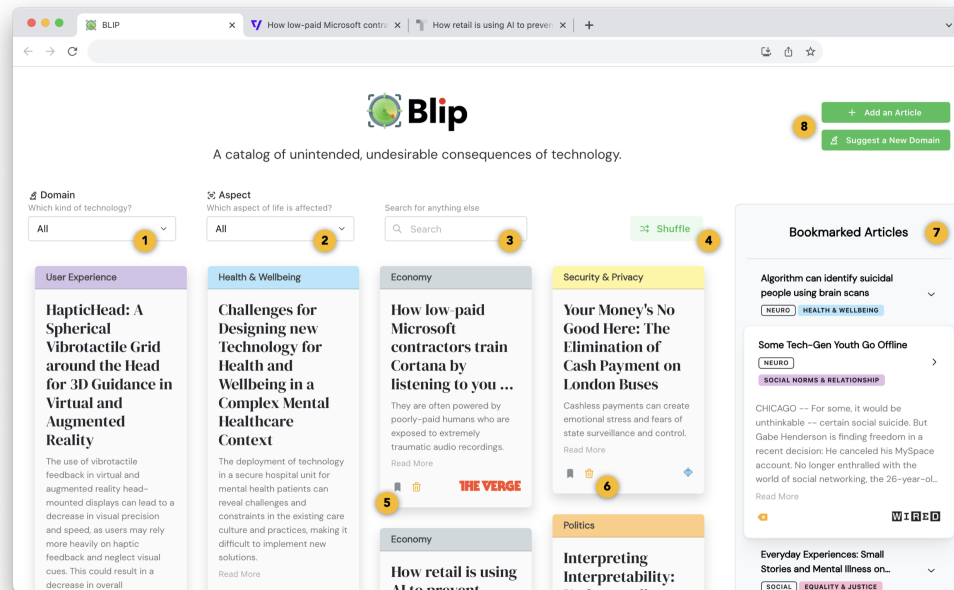 BLIP
How low-paid Microsoft contra
How retail is using AI to preven
Blip
A catalog of unintended, undesirable consequences of technology.
8
+ Add an Article
Suggest a New Domain
Domain
Which kind of technology?
All
1
Aspect
Which aspect of life is affected?
All
2
Search for anything else
Search
3
Shuffle
4
User Experience
HapticHead: A
Spherical
Vibrotactile Grid
around the Head
for 3D Guidance in
Virtual and
Augmented
Reality
The use of vibrotactile
feedback in virtual and
augmented reality head-
mounted displays can lead to a
decrease in visual precision
and speed, as users may rely
more heavily on haptic
feedback and neglect visual
cues. This could result in a
decrease in overall
Health & Wellbeing
Challenges for
Designing new
Technology for
Health and
Wellbeing in a
Complex Mental
Healthcare
Context
The deployment of technology
in a secure hospital unit for
mental health patients can
reveal challenges and
constraints in the existing care
culture and practices, making it
difficult to implement new
solutions.
Read More
Economy
How low-paid
Microsoft
contractors train
Cortana by
listening to you ...
They are often powered by
poorly-paid humans who are
exposed to extremely
traumatic audio recordings.
Read More
THE VERGE
5
Economy
How retail is using
AI to prevent
Security & Privacy
Your Money's No
Good Here: The
Elimination of
Cash Payment on
London Buses
Cashless payments can create
emotional stress and fears of
state surveillance and control.
Read More
6
Politics
Interpreting
Interpretability:
Bookmarked Articles
7
Algorithm can identify suicidal
people using brain scans
NEURO HEALTH & WELLBEING
Some Tech-Gen Youth Go Offline
NEURO
SOCIAL NORMS & RELATIONSHIP
CHICAGO -- For some, it would be
unthinkable -- certain social suicide. But
Gabe Henderson is finding freedom in a
recent decision: He canceled his MySpace
account. No longer enthralled with the
world of social networking, the 26-year-ol...
Read More
WIRED
Everyday Experiences: Small
Stories and Mental Illness on...
SOCIAL EQUALITY & JUSTICE